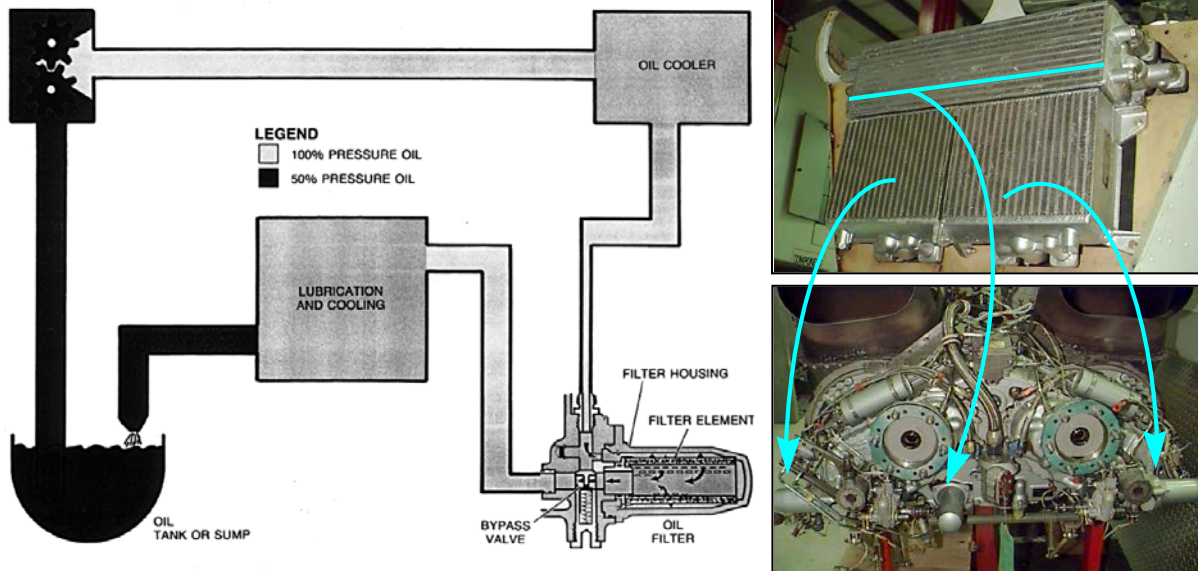 OIL COOLER
LEGEND
100% PRESSURE OIL
50% PRESSURE OIL
LUBRICATION
AND COOLING
FILTER HOUSING
FILTER ELEMENT
BYPASS
VALVE
OIL
FILTER
OIL
TANK OR SUMP